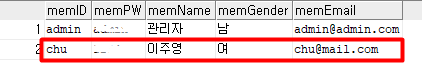 memID memPW memName memGender memEmail
1 admin 관리자 남 admin@admin.com
2 chu 이주영 여 chu@mail.com